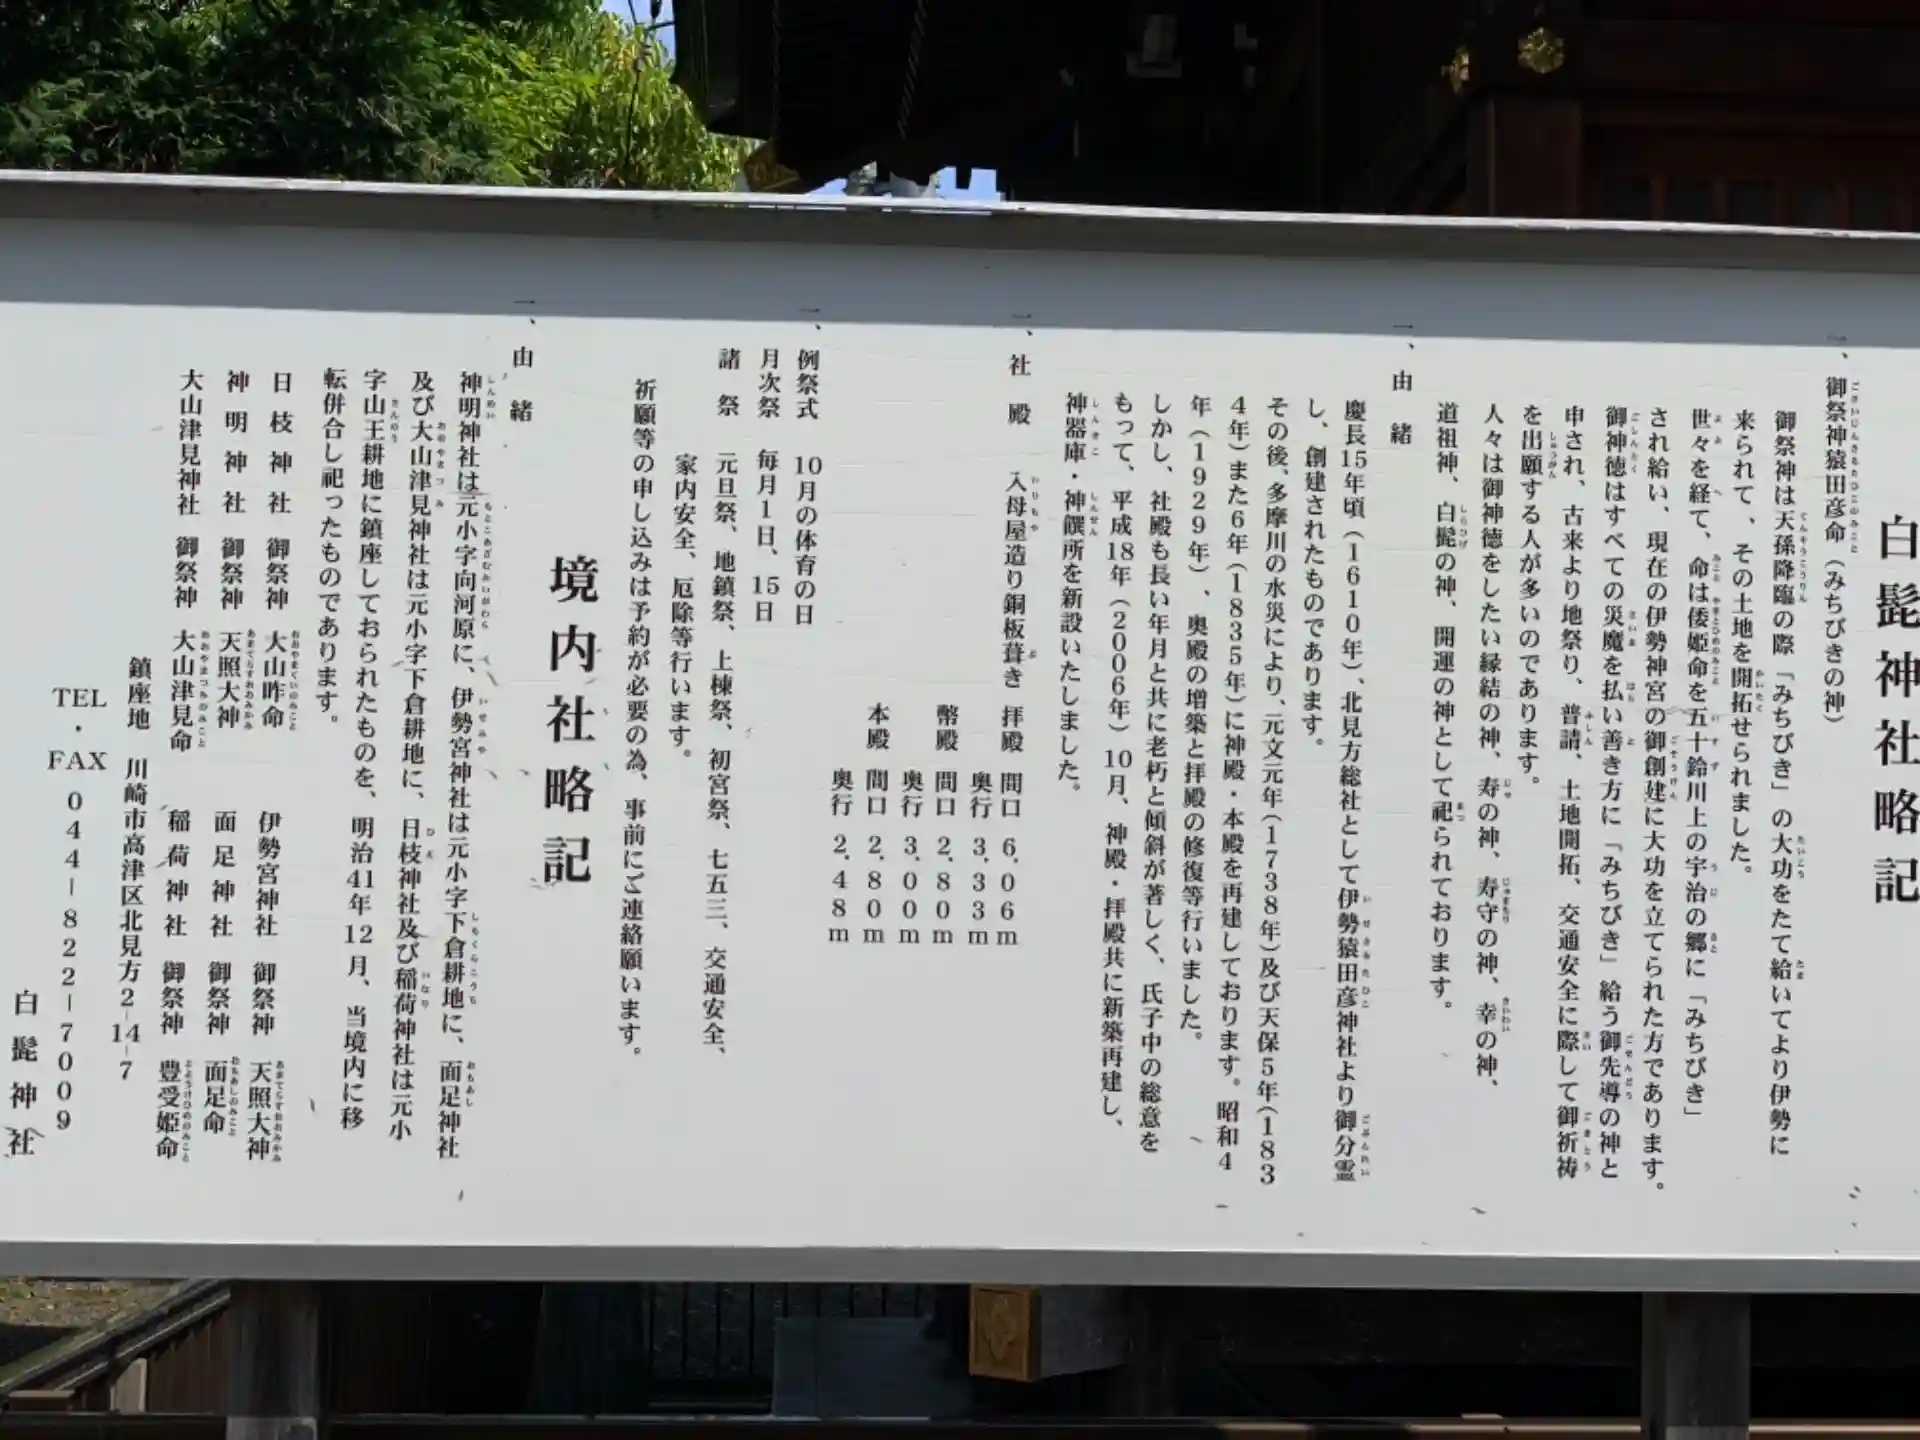 白髭神社略記
一、御祭神猿田彦命（みちびきの神）
御祭神は天孫降臨の際「みちびき」の大功をたて給いてより伊勢に
来られて、その土地を開拓せられました。
世々を経て、命は倭姫命を五十鈴川上の宇治の郷に「みちびき」
され給い、現在の伊勢神宮の御創建に大功を立てられた方であります。
御神徳はすべての災魔を払い善き方に「みちびき」給う御先導の神と
申され、古来より地祭り、普請、土地開拓、交通安全に際して御祈祷
を出願する人が多いのであります。
人々は御神徳をしたい縁結の神、寿の神、寿守の神、幸の神、
道祖神、白髭の神、開運の神として祀られております。
一、由緒
慶長15年頃（1610年）、北見方総社として伊勢猿田彦神社より御分霊
し、創建されたものであります。
その後、多摩川の水災により、元文元年（1738年）及び天保5年（183
4年）また6年（1835年）に神殿・本殿を再建しております。昭和4
年（1929年）、奥殿の増築と拝殿の修復等行いました。
しかし、社殿も長い年月と共に老朽と傾斜が著しく、氏子中の総意を
もって、平成18年（2006年）10月、神殿・拝殿共に新築再建し、
神器庫・神饌所を新設いたしました。
一、社殿 入母屋造り銅板葺き 拝殿 間口 6.06m
奥行 3.33m
幣殿 間口 2.80m
奥行 3.00m
本殿 間口 2.80m
奥行 2.48m
一、例祭式 10月の体育の日
月次祭 毎月1日、15日
諸祭 元旦祭、地鎮祭、上棟祭、初宮祭、七五三、交通安全、
家内安全、厄除等行います。
祈願等の申し込みは予約が必要の為、事前にご連絡願います。
境内社略記
一、由緒
神明神社は元小字向河原に、伊勢宮神社は元小字下倉耕地に、面足神社
及び大山津見神社は元小字下倉耕地に、日枝神社及び稲荷神社は元小
字山王耕地に鎮座しておられたものを、明治41年12月、当境内に移
転併合し祀ったものであります。
日枝神社 御祭神 大山咋命 伊勢宮神社 御祭神 天照大神
神明神社 御祭神 天照大神 面足神社 御祭神 面足命
大山津見神社 御祭神 大山津見命 稲荷神社 御祭神 豊受姫命
鎮座地 川崎市高津区北見方2-14-7
TEL・FAX 044-822-7009
白髭神社